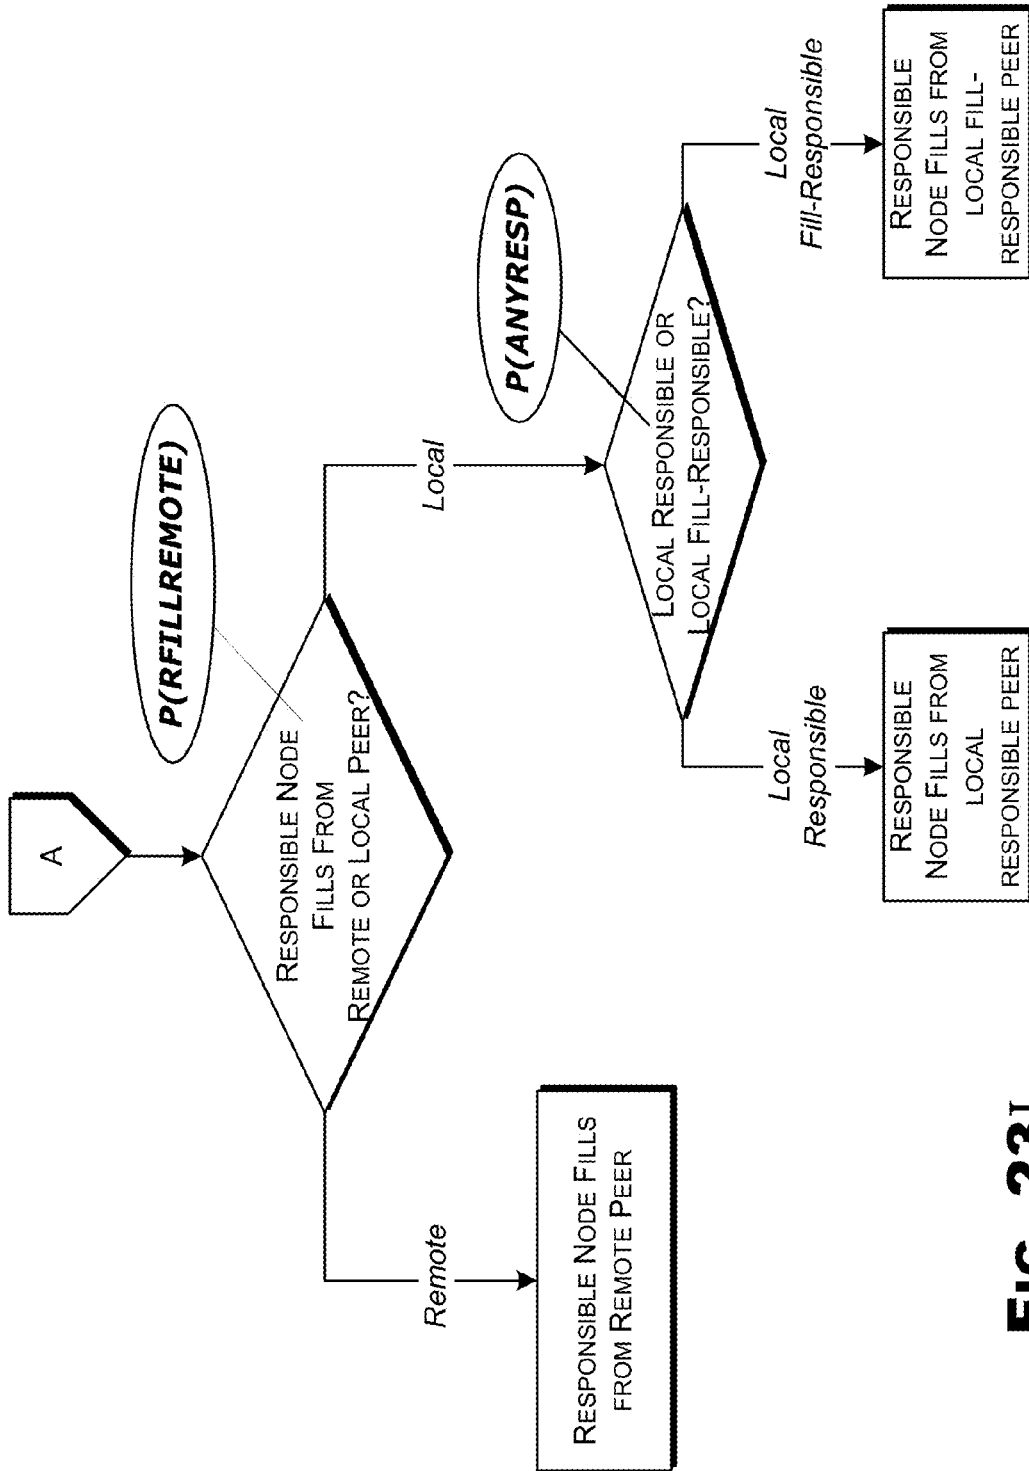 A
P(RFILLREMOTE)
RESPONSIBLE NODE
FILLS FROM
REMOTE OR LOCAL PEER?
Remote
Local
P(ANYRESP)
RESPONSIBLE NODE FILLS
FROM REMOTE PEER
LOCAL RESPONSIBLE OR
LOCAL FILL-RESPONSIBLE?
Local
Responsible
Local
Fill-Responsible
RESPONSIBLE
NODE FILLS FROM
LOCAL
RESPONSIBLE PEER
RESPONSIBLE
NODE FILLS FROM
LOCAL FILL-
RESPONSIBLE PEER